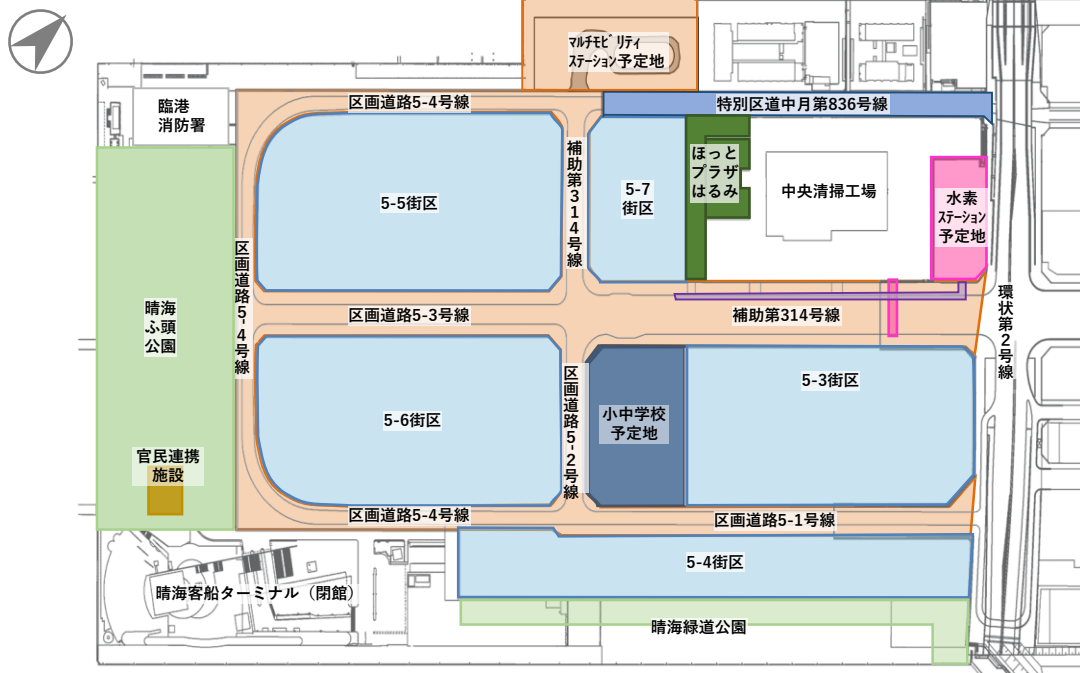 ﾏﾙﾁﾓﾋﾞﾘﾃｨ
ｽﾃｰｼｮﾝ予定地
臨港
消防署
区画道路5-4号線
特別区道中月第836号線
補助第314号線
ほっと
プラザ
はるみ
5-5街区
5-7
街区
中央清掃工場
水素
ｽﾃｰｼｮﾝ
予定地
区画道路5-4号線
晴海
ふ頭
公園
区画道路5-3号線
補助第314号線
環状第2号線
5-6街区
区画道路5-2号線
小中学校
予定地
5-3街区
官民連携
施設
区画道路5-4号線
区画道路5-1号線
5-4街区
晴海客船ターミナル（閉館）
晴海緑道公園